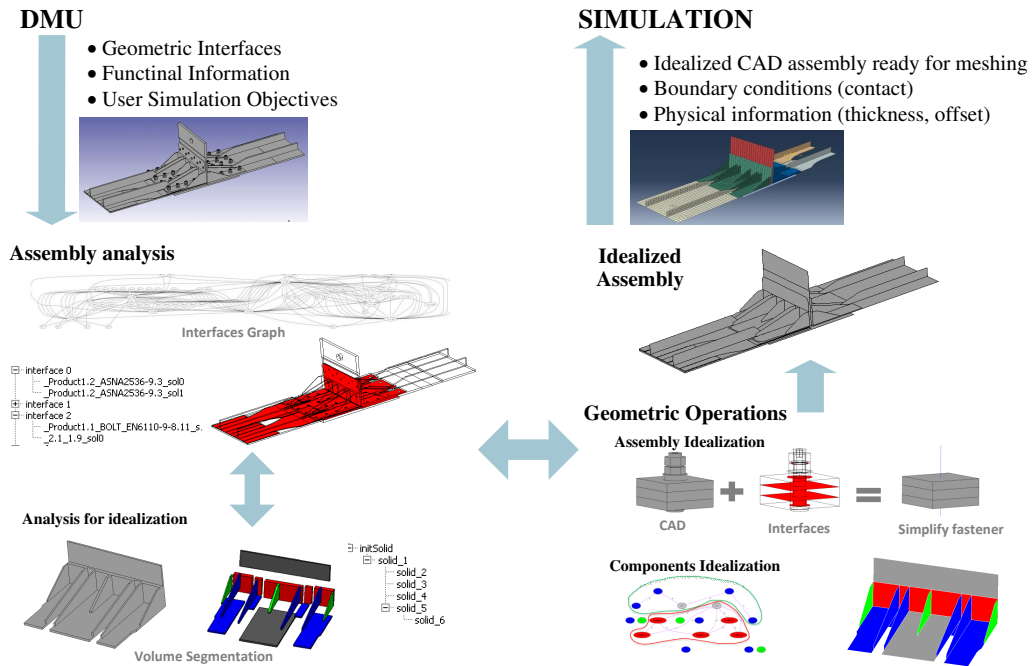 DMU
• Geometric Interfaces
• Functinal Information
• User Simulation Objectives
Assembly analysis
Interfaces Graph
interface 0
_Product1.2_ASNA2536-9.3_sol0
_Product1.2_ASNA2536-9.3_sol1
interface 1
interface 2
_Product1.1_BOLT_EN6110-9-8.11_s.
_2.1_1.9_sol0
Analysis for idealization
initSolid
solid_1
solid_2
solid_3
solid_4
solid_5
solid_6
Volume Segmentation
SIMULATION
• Idealized CAD assembly ready for meshing
• Boundary conditions (contact)
• Physical information (thickness, offset)
Idealized
Assembly
Geometric Operations
Assembly Idealization
CAD
Interfaces
Simplify fastener
Components Idealization